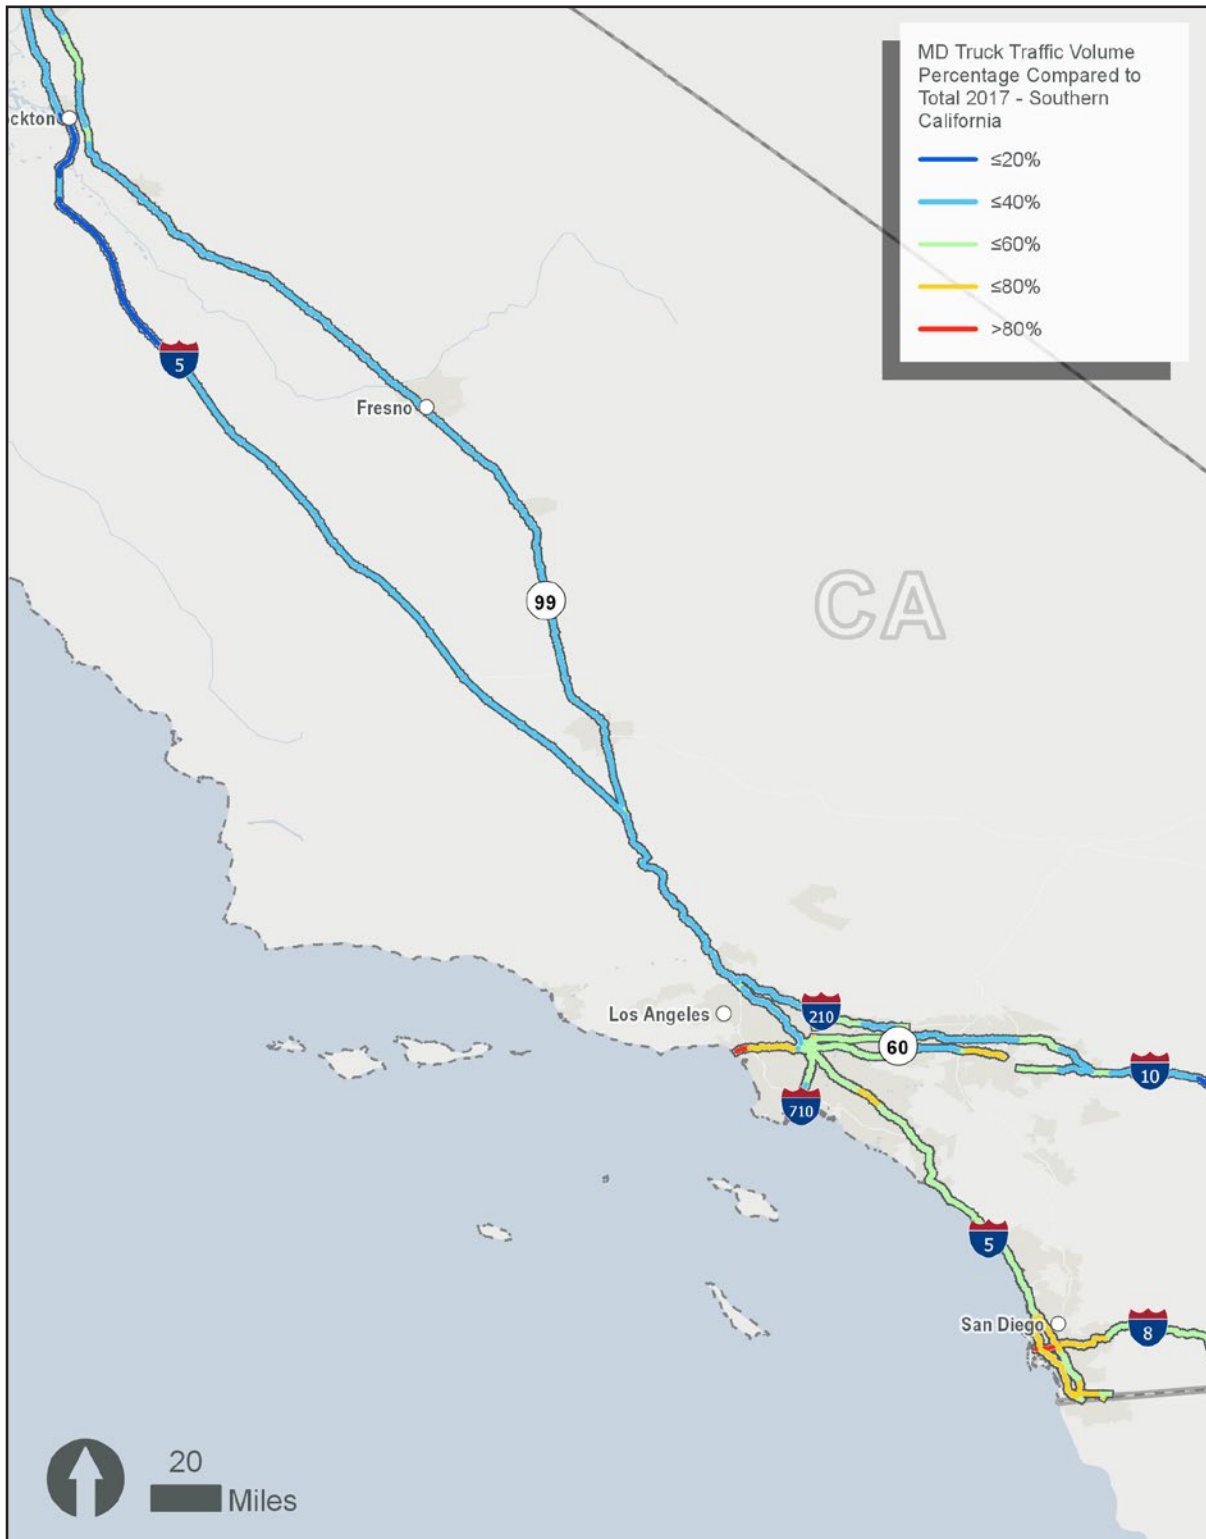 MD Truck Traffic Volume
Percentage Compared to
Total 2017 - Southern
California
≤20%
≤40%
≤60%
≤80%
>80%
ckton
5
Fresno
99
CA
Los Angeles
210
60
10
710
5
San Diego
8
20
Miles